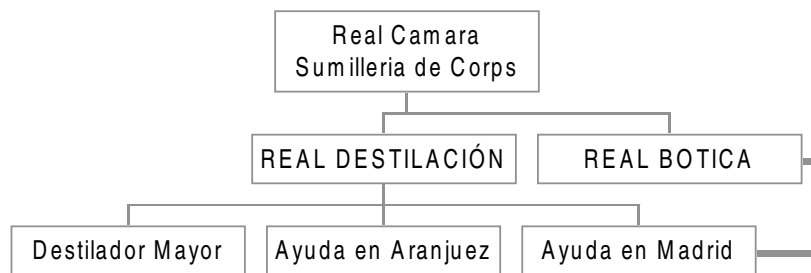 Real Camara
Sumilleria de Corps
REAL DESTILACIÓN
REAL BOTICA
Destilador Mayor
Ayuda en Aranjuez
Ayuda en Madrid